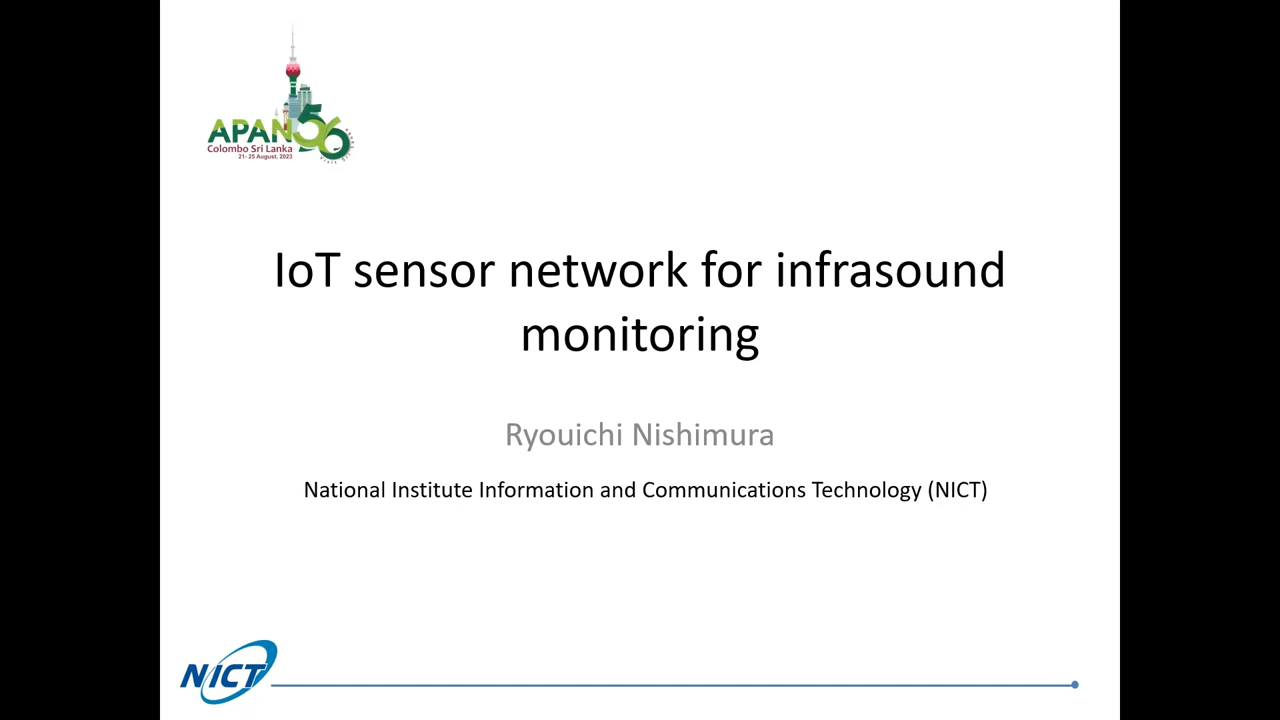 APAN56
Colombo Sri Lanka
21-25 August, 2023
IoT sensor network for infrasound
monitoring
Ryouichi Nishimura
National Institute Information and Communications Technology (NICT)
NICT